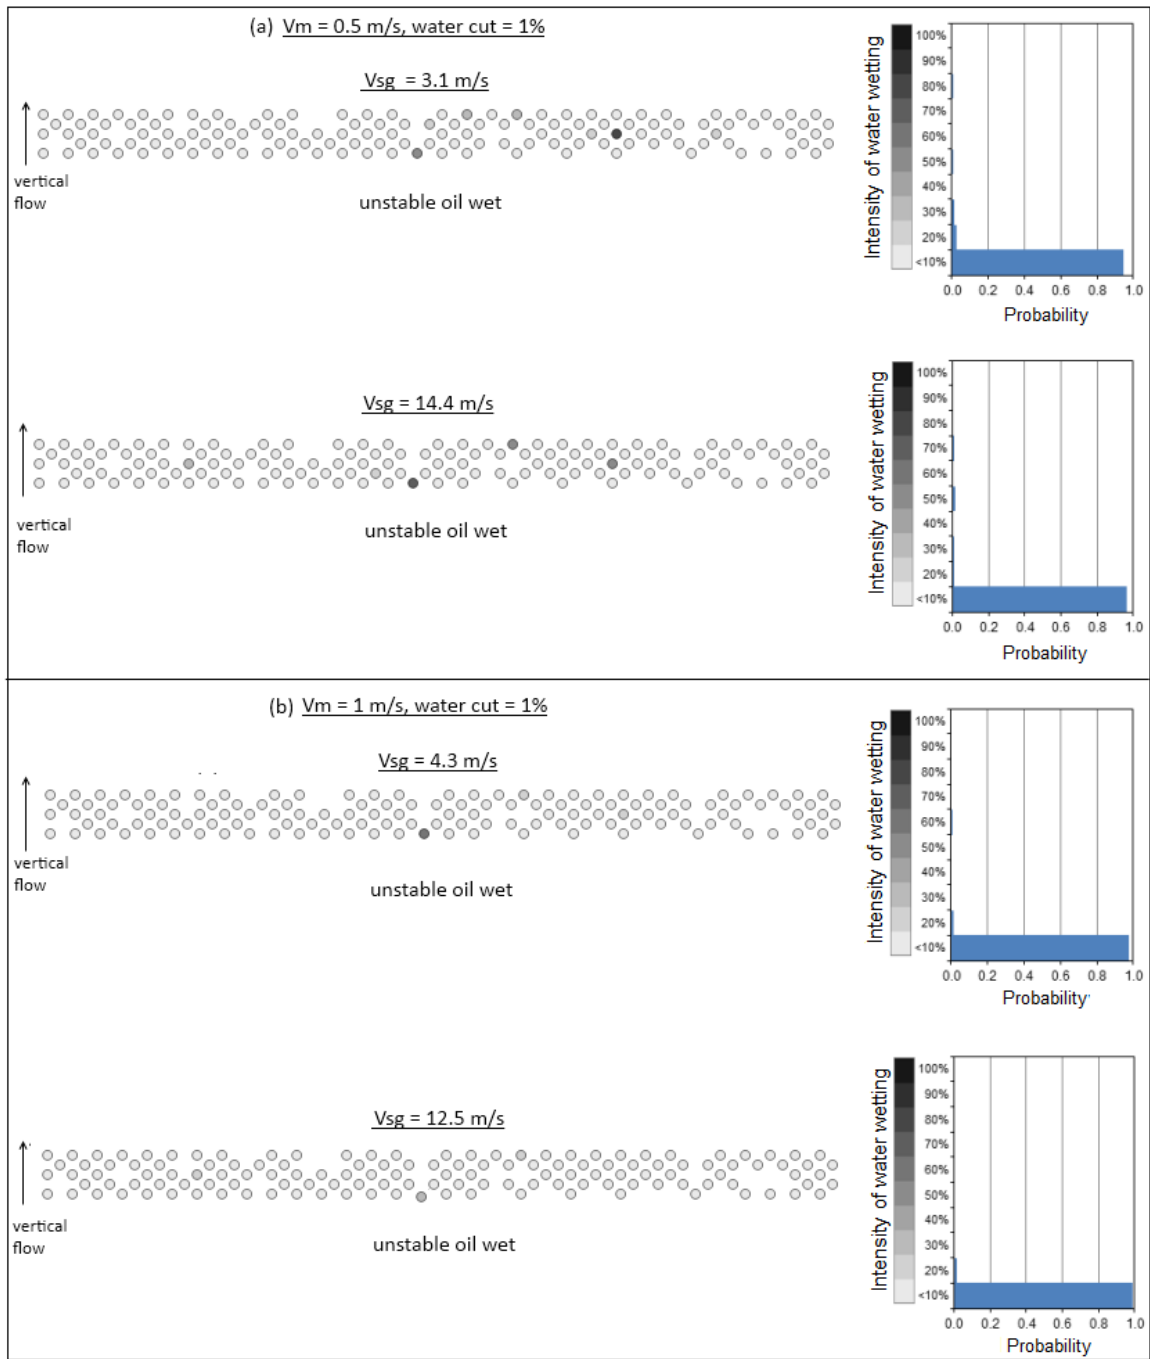 (a) Vm = 0.5 m/s, water cut = 1%
Vsg = 3.1 m/s
vertical
flow
unstable oil wet
Intensity of water wetting
100%
90%
80%
70%
60%
50%
40%
30%
20%
<10%
0.0 0.2 0.4 0.6 0.8 1.0
Probability
Vsg = 14.4 m/s
vertical
flow
unstable oil wet
Intensity of water wetting
100%
90%
80%
70%
60%
50%
40%
30%
20%
<10%
0.0 0.2 0.4 0.6 0.8 1.0
Probability
(b) Vm = 1 m/s, water cut = 1%
Vsg = 4.3 m/s
vertical
flow
unstable oil wet
Intensity of water wetting
100%
90%
80%
70%
60%
50%
40%
30%
20%
<10%
0.0 0.2 0.4 0.6 0.8 1.0
Probability
Vsg = 12.5 m/s
vertical
flow
unstable oil wet
Intensity of water wetting
100%
90%
80%
70%
60%
50%
40%
30%
20%
<10%
0.0 0.2 0.4 0.6 0.8 1.0
Probability